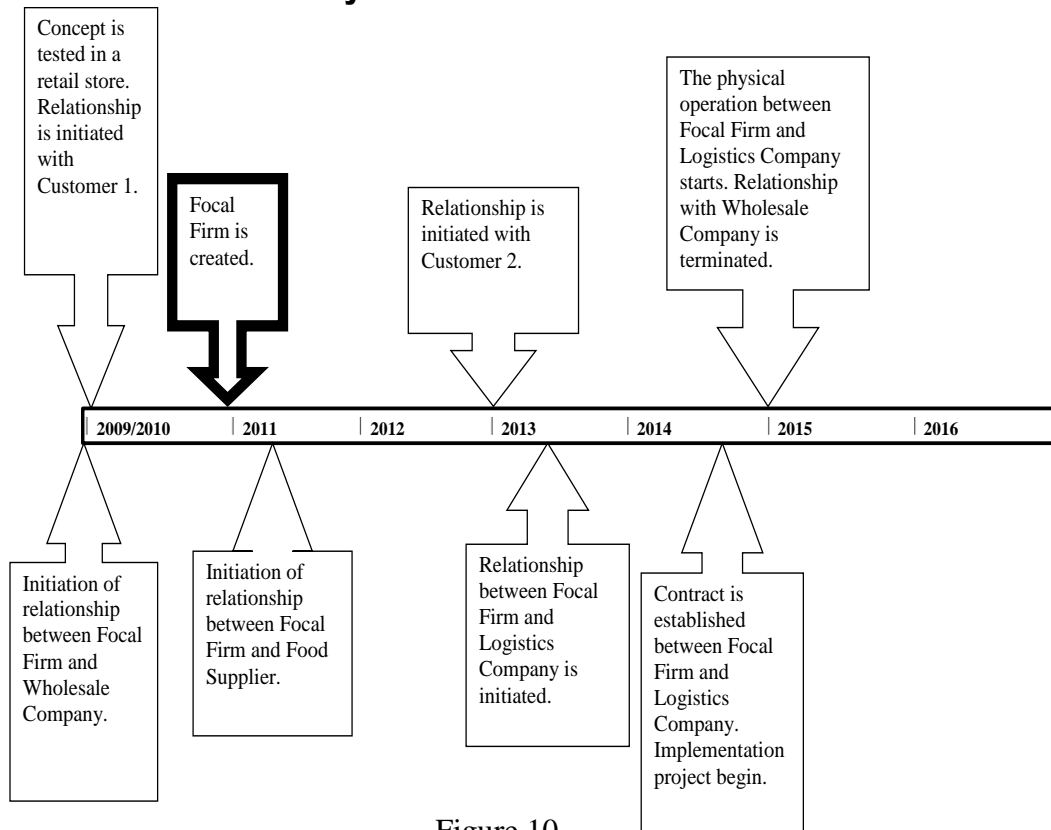 Concept is
tested in a
retail store.
Relationship
is initiated
with
Customer 1.
Focal
Firm is
created.
Relationship is
initiated with
Customer 2.
The physical
operation between
Focal Firm and
Logistics Company
starts. Relationship
with Wholesale
Company is
terminated.
2009/2010 2011 2012 2013 2014 2015 2016
Initiation of
relationship
between Focal
Firm and
Wholesale
Company.
Initiation of
relationship
between Focal
Firm and Food
Supplier.
Relationship
between Focal
Firm and
Logistics
Company is
initiated.
Contract is
established
between Focal
Firm and
Logistics
Company.
Implementation
project begin.
Figure 10